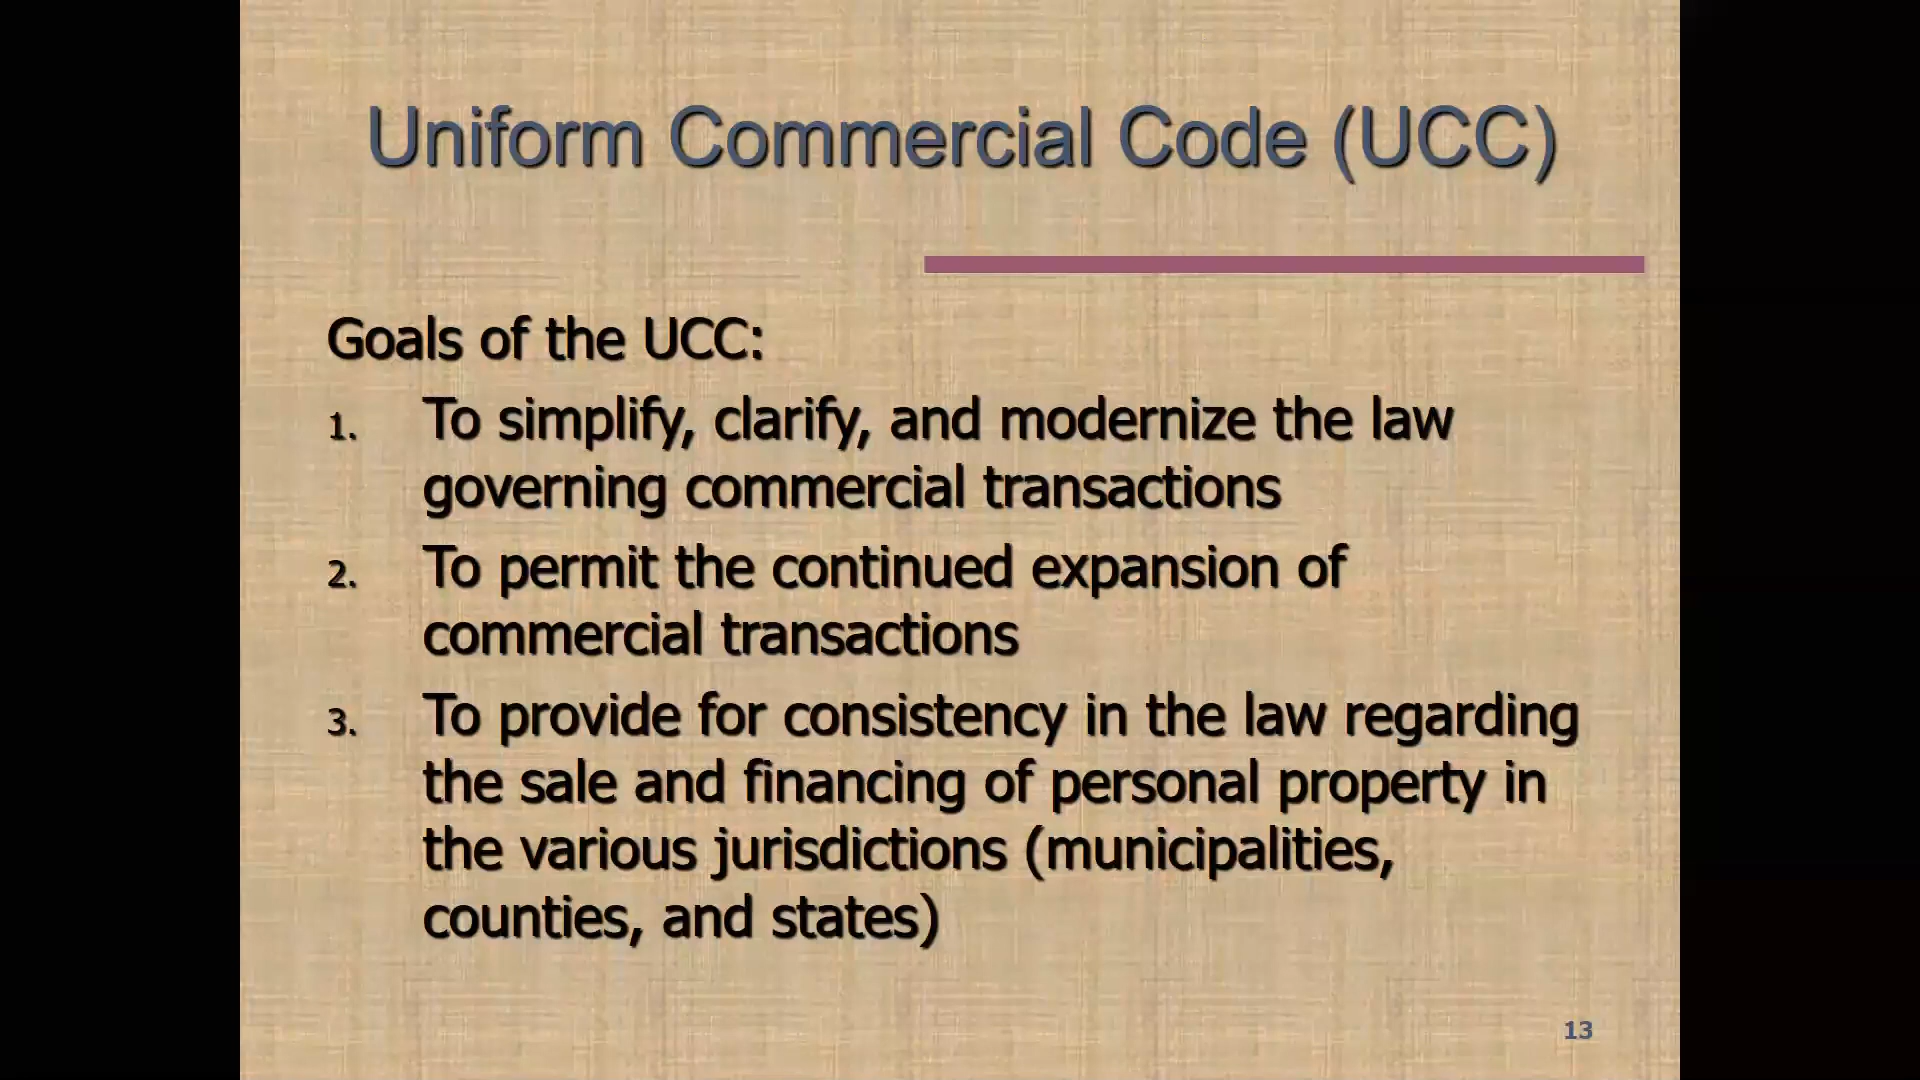 Uniform Commercial Code (UCC)
Goals of the UCC:
1. To simplify, clarify, and modernize the law
governing commercial transactions
2. To permit the continued expansion of
commercial transactions
3. To provide for consistency in the law regarding
the sale and financing of personal property in
the various jurisdictions (municipalities,
counties, and states)
13